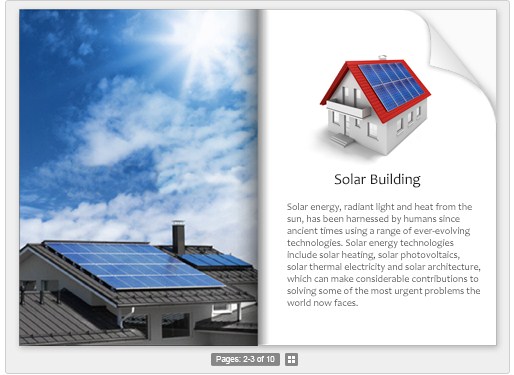 Solar Building
Solar energy, radiant light and heat from the
sun, has been harnessed by humans since
ancient times using a range of ever-evolving
technologies. Solar energy technologies
include solar heating, solar photovoltaics,
solar thermal electricity and solar architecture,
which can make considerable contributions to
solving some of the most urgent problems the
world now faces.
Pages: 2-3 of 10